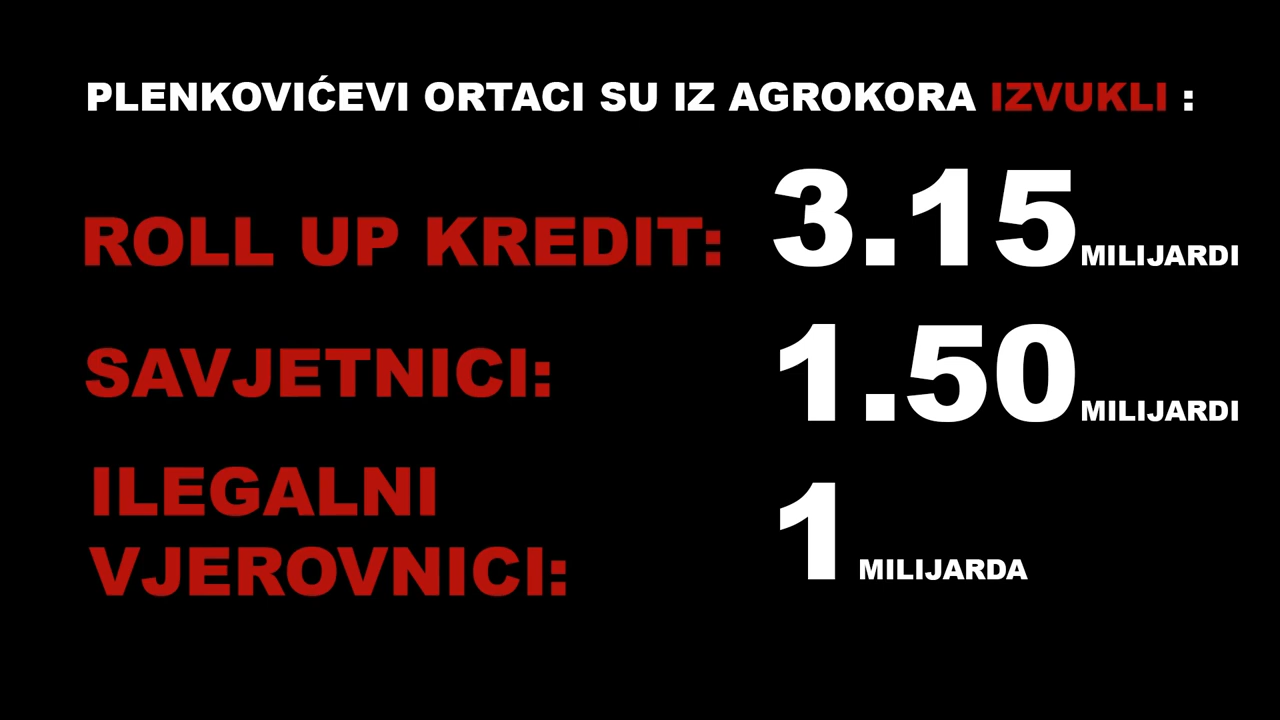 PLENKOVIĆEVI ORTACI SU IZ AGROKORA IZVUKLI :
ROLL UP KREDIT: 3.15 MILIJARDI
SAVJETNICI: 1.50 MILIJARDI
ILEGALNI
VJEROVNICI: 1 MILIJARDA